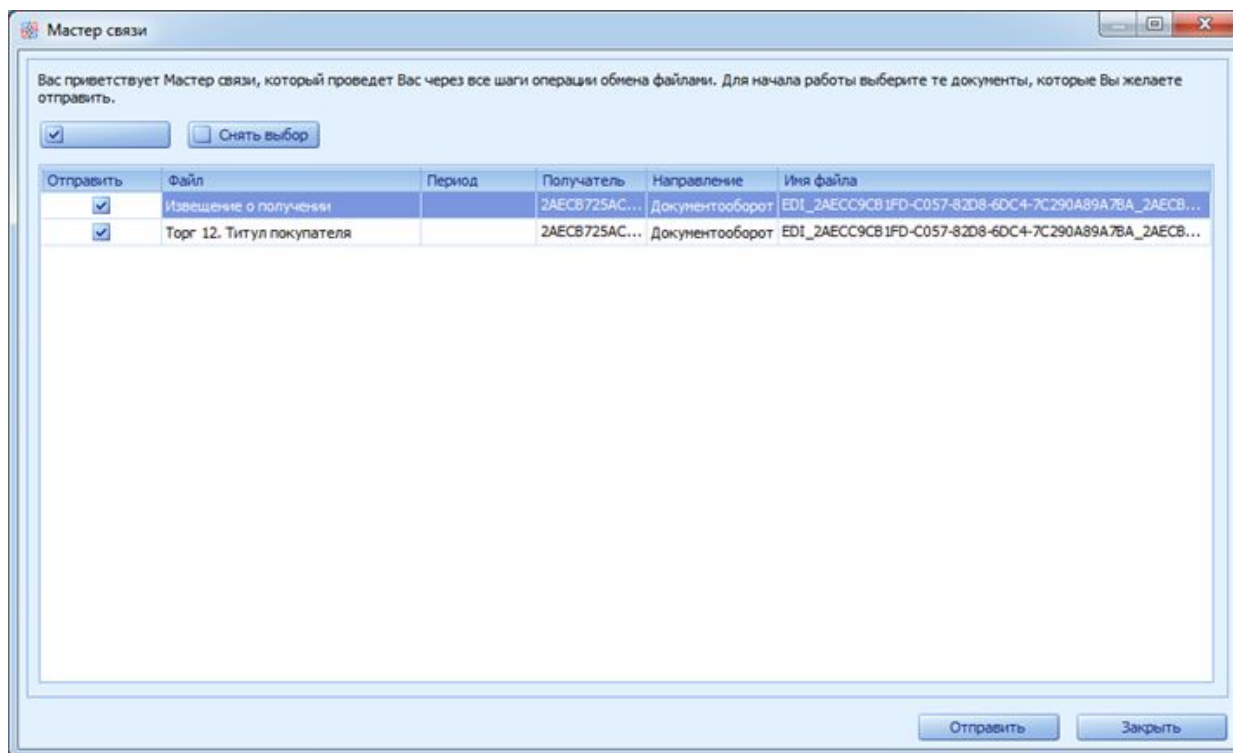 Мастер связи
Вас приветствует Мастер связи, который проведет Вас через все шаги операции обмена файлами. Для начала работы выберите те документы, которые Вы желаете
отправить.
Снять выбор
Отправить Файл Период Получатель Направление Имя файла
Извещение о получении 2AECB725AC... Документооборот EDI_2AECC9CB1FD-C057-82D8-6DC4-7C290A89A7BA_2AECB...
Торг 12. Титул покупателя 2AECB725AC... Документооборот EDI_2AECC9CB1FD-C057-82D8-6DC4-7C290A89A7BA_2AECB...
Отправить Закрыть